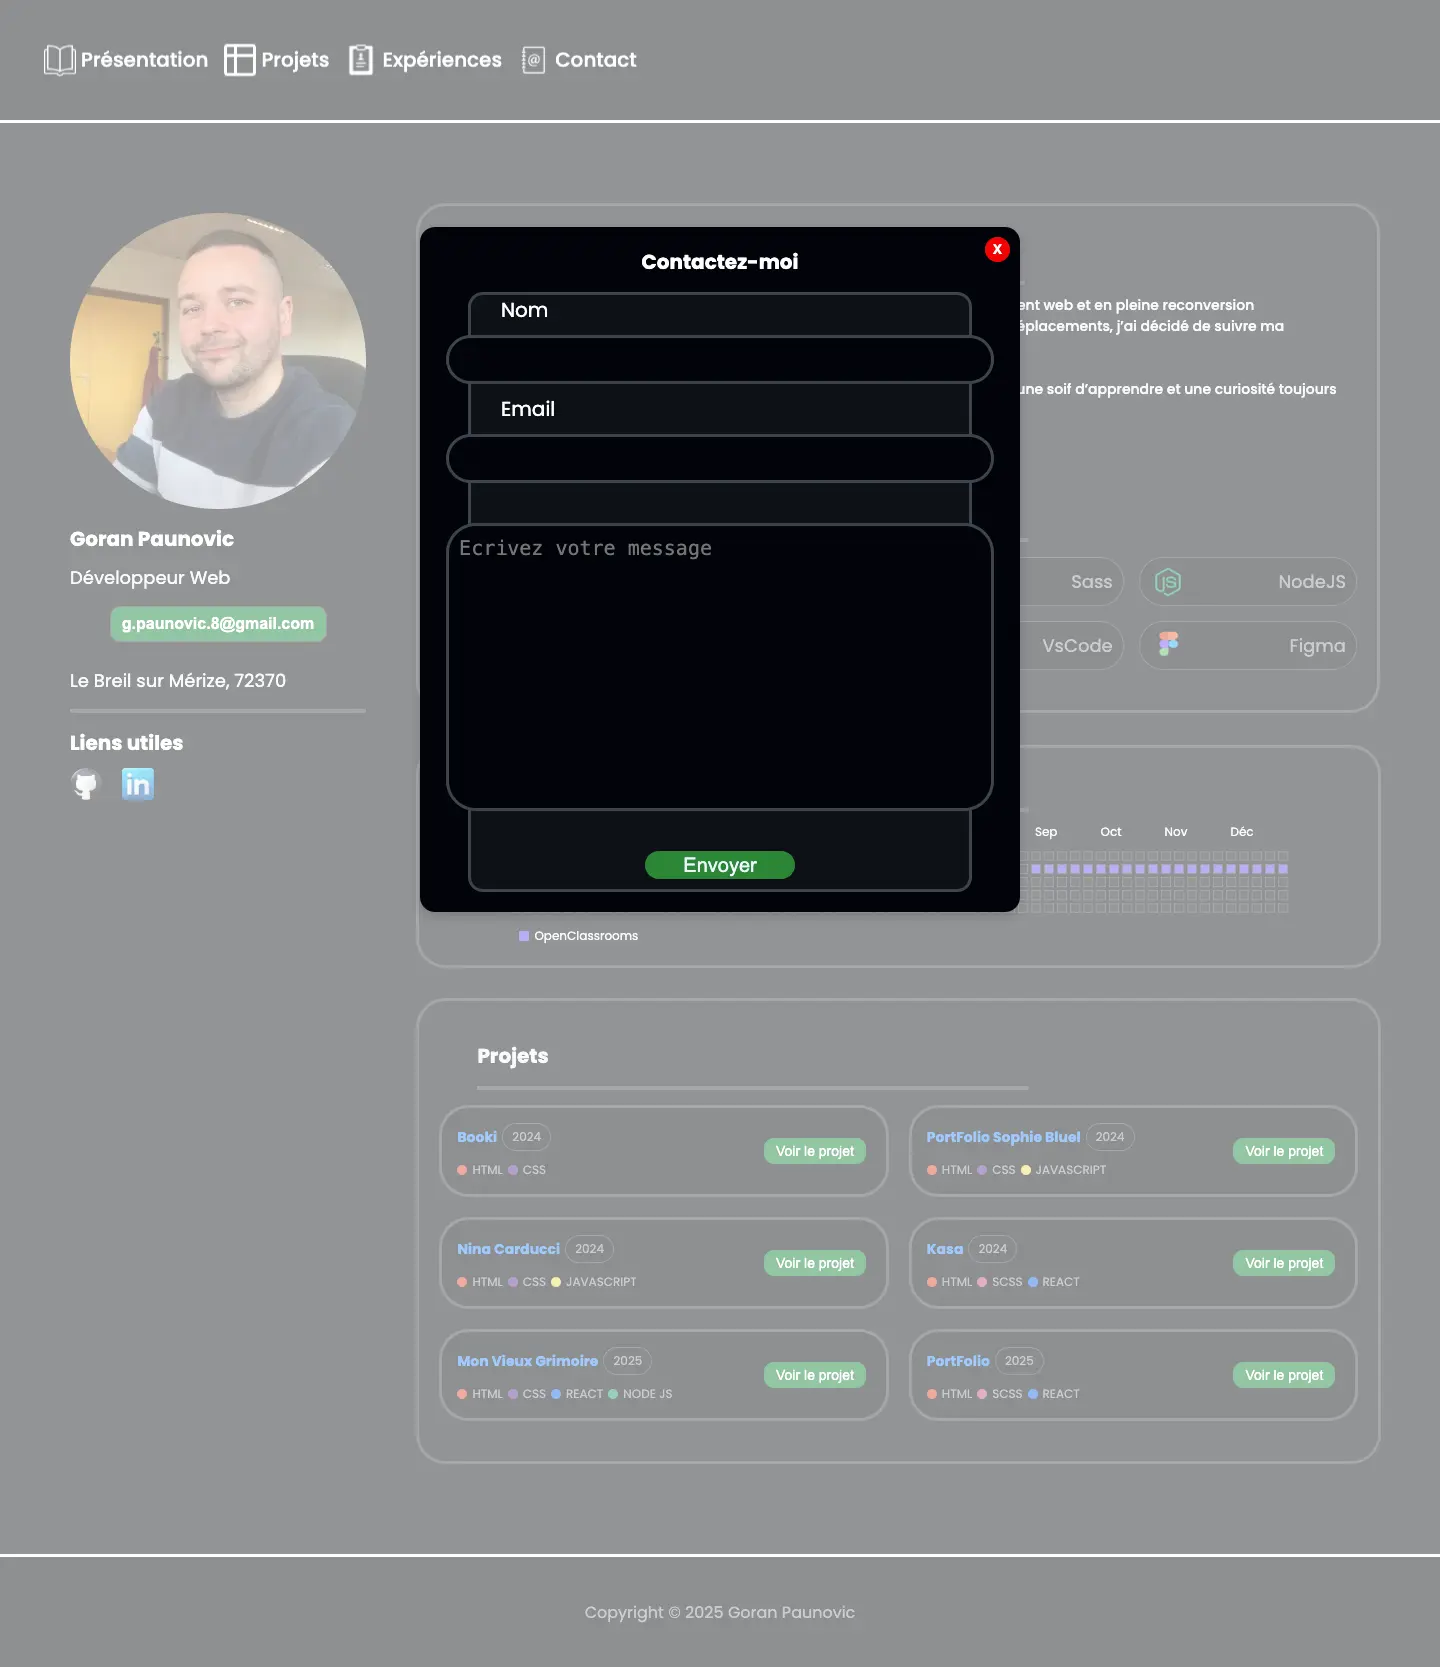 Présentation Projets Expériences Contact
Contactez-moi X
Nom
Email
Ecrivez votre message
Envoyer
Goran Paunovic
Développeur Web
g.paunovic.8@gmail.com
Le Breil sur Mérize, 72370
Liens utiles
in
web et en pleine reconversion
j’ai décidé de suivre ma
soif d’apprendre et une curiosité toujours
Sass NodeJS
VsCode Figma
Sep Oct Nov Déc
OpenClassrooms
Projets
Booki 2024
HTML CSS
Voir le projet
PortFolio Sophie Bluel 2024
HTML CSS JAVASCRIPT
Voir le projet
Nina Carducci 2024
HTML CSS JAVASCRIPT
Voir le projet
Kasa 2024
HTML SCSS REACT
Voir le projet
Mon Vieux Grimoire 2025
HTML CSS REACT NODE JS
Voir le projet
PortFolio 2025
HTML SCSS REACT
Voir le projet
Copyright © 2025 Goran Paunovic